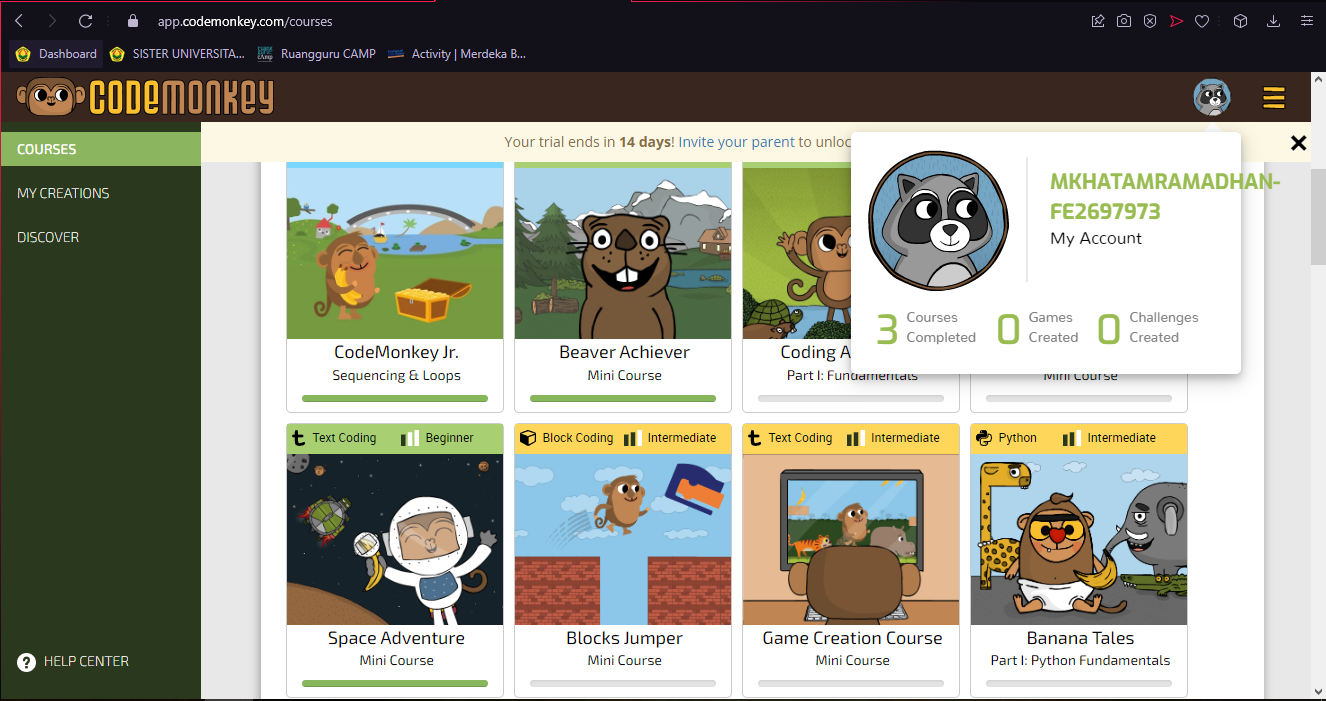 app.codemonkey.com/courses
Dashboard
SISTER UNIVERSITA...
Ruangguru CAMP
Activity | Merdeka B...
CODEMONKEY
COURSES
MY CREATIONS
DISCOVER
HELP CENTER
Your trial ends in 14 days! Invite your parent to unloc
MKHATAMRAMADHAN-
FE2697973
My Account
3 Courses
Completed
0 Games
Created
0 Challenges
Created
CodeMonkey Jr.
Sequencing & Loops
Beaver Achiever
Mini Course
Coding A
Part I: Fundamentals
Mini Course
Text Coding
Beginner
Space Adventure
Mini Course
Block Coding
Intermediate
Blocks Jumper
Mini Course
Text Coding
Intermediate
Game Creation Course
Mini Course
Python
Intermediate
Banana Tales
Part I: Python Fundamentals